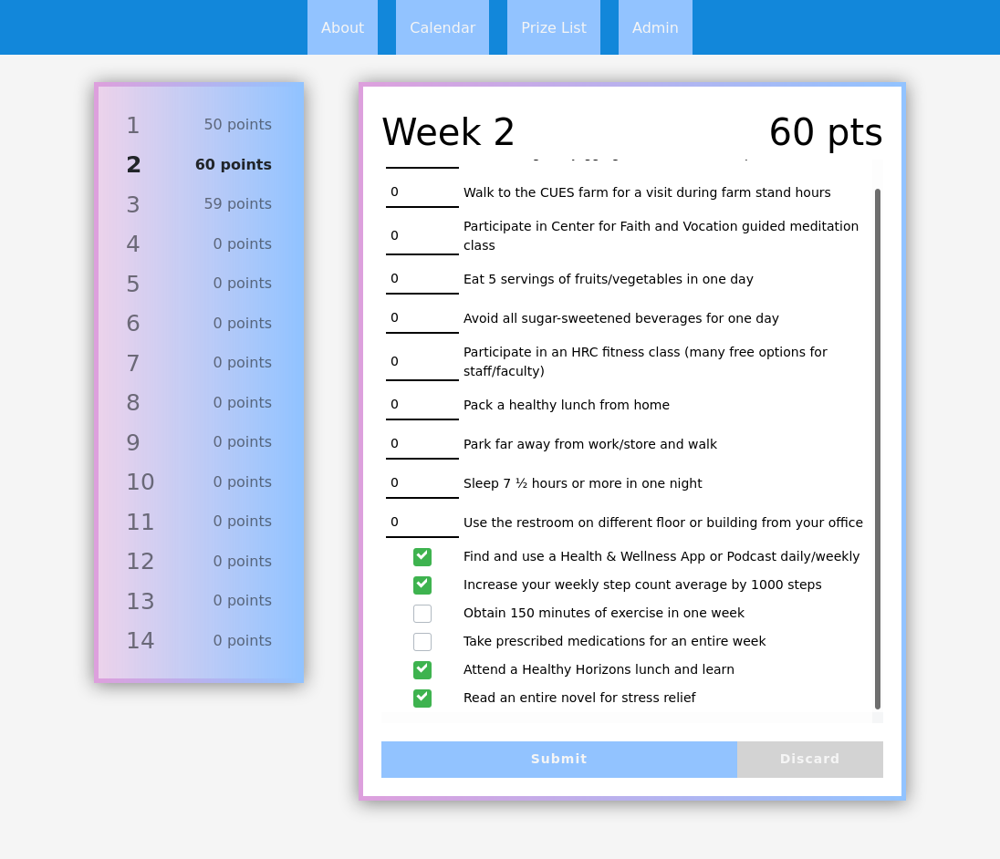 About Calendar Prize List Admin
1 50 points
2 60 points
3 59 points
4 0 points
5 0 points
6 0 points
7 0 points
8 0 points
9 0 points
10 0 points
11 0 points
12 0 points
13 0 points
14 0 points
Week 2 60 pts
0 Walk to the CUES farm for a visit during farm stand hours
0 Participate in Center for Faith and Vocation guided meditation
class
0 Eat 5 servings of fruits/vegetables in one day
0 Avoid all sugar-sweetened beverages for one day
0 Participate in an HRC fitness class (many free options for
staff/faculty)
0 Pack a healthy lunch from home
0 Park far away from work/store and walk
0 Sleep 7 ½ hours or more in one night
0 Use the restroom on different floor or building from your office
Find and use a Health & Wellness App or Podcast daily/weekly
Increase your weekly step count average by 1000 steps
Obtain 150 minutes of exercise in one week
Take prescribed medications for an entire week
Attend a Healthy Horizons lunch and learn
Read an entire novel for stress relief
Submit Discard